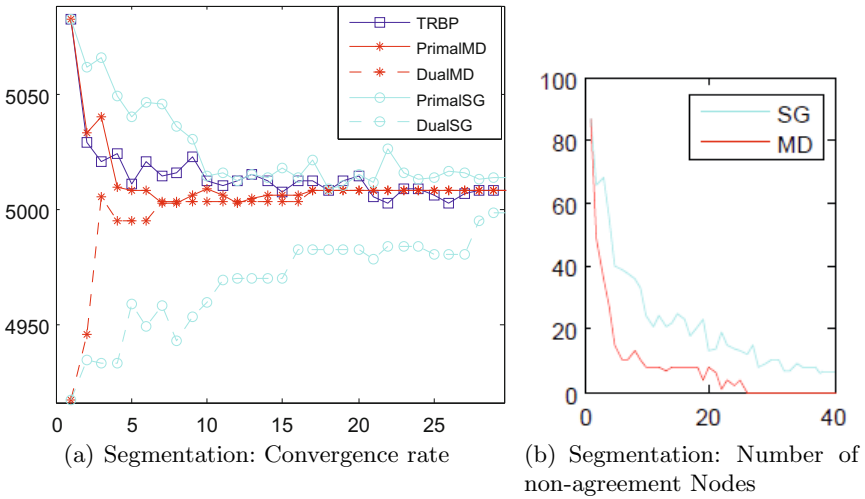 TRBP
PrimalMD
DualMD
PrimalSG
DualSG
5050
5000
4950
0 5 10 15 20 25
(a) Segmentation: Convergence rate
SG
MD
100
80
60
40
20
0
0 20 40
(b) Segmentation: Number of
non-agreement Nodes